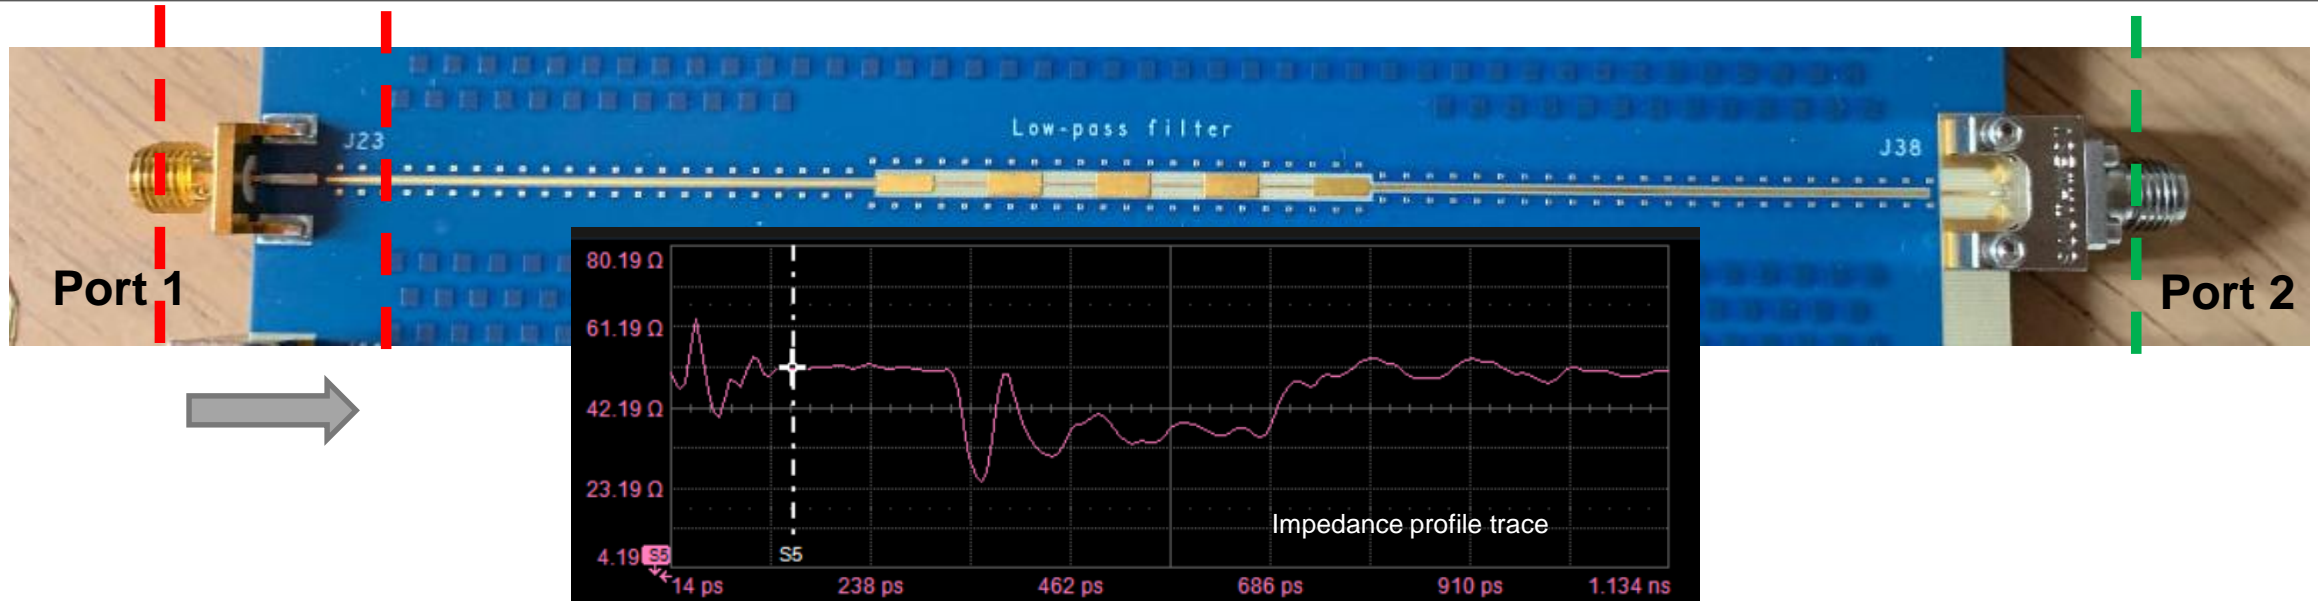 Low-pass filter
J23
J38
Port 1
Port 2
80.19 Ω
61.19 Ω
42.19 Ω
23.19 Ω
Impedance profile trace
4.19
S5
S5
14 ps
238 ps
462 ps
686 ps
910 ps
1.134 ns